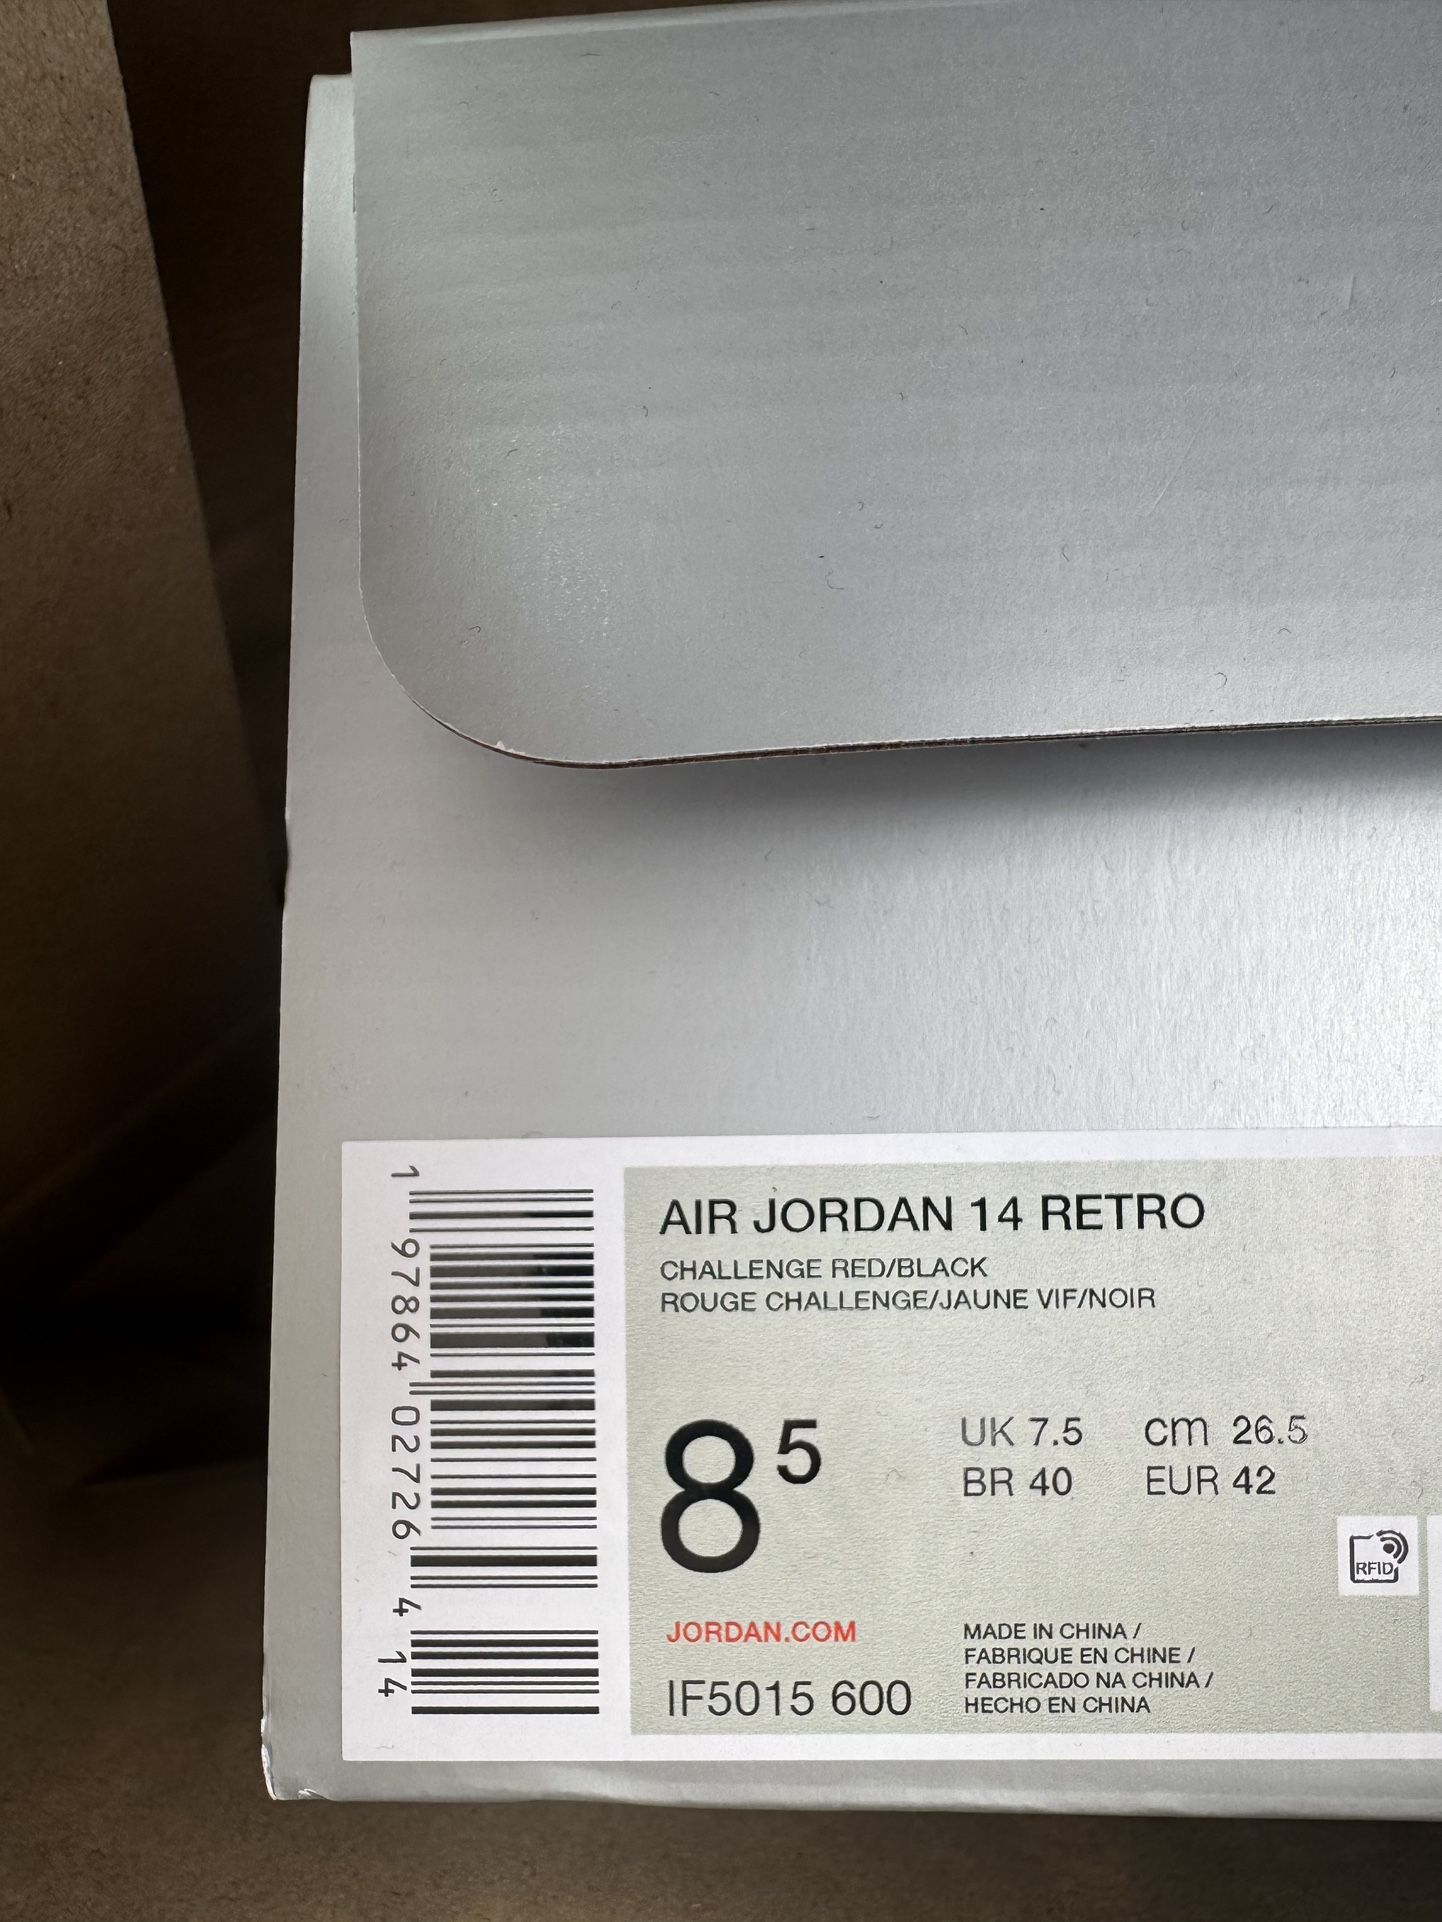 1 97864 02726 4 14
AIR JORDAN 14 RETRO
CHALLENGE RED/BLACK
ROUGE CHALLENGE/JAUNE VIF/NOIR
8 5
UK 7.5 cm 26.5
BR 40 EUR 42
RFID
JORDAN.COM
IF5015 600
MADE IN CHINA /
FABRIQUE EN CHINE /
FABRICADO NA CHINA /
HECHO EN CHINA